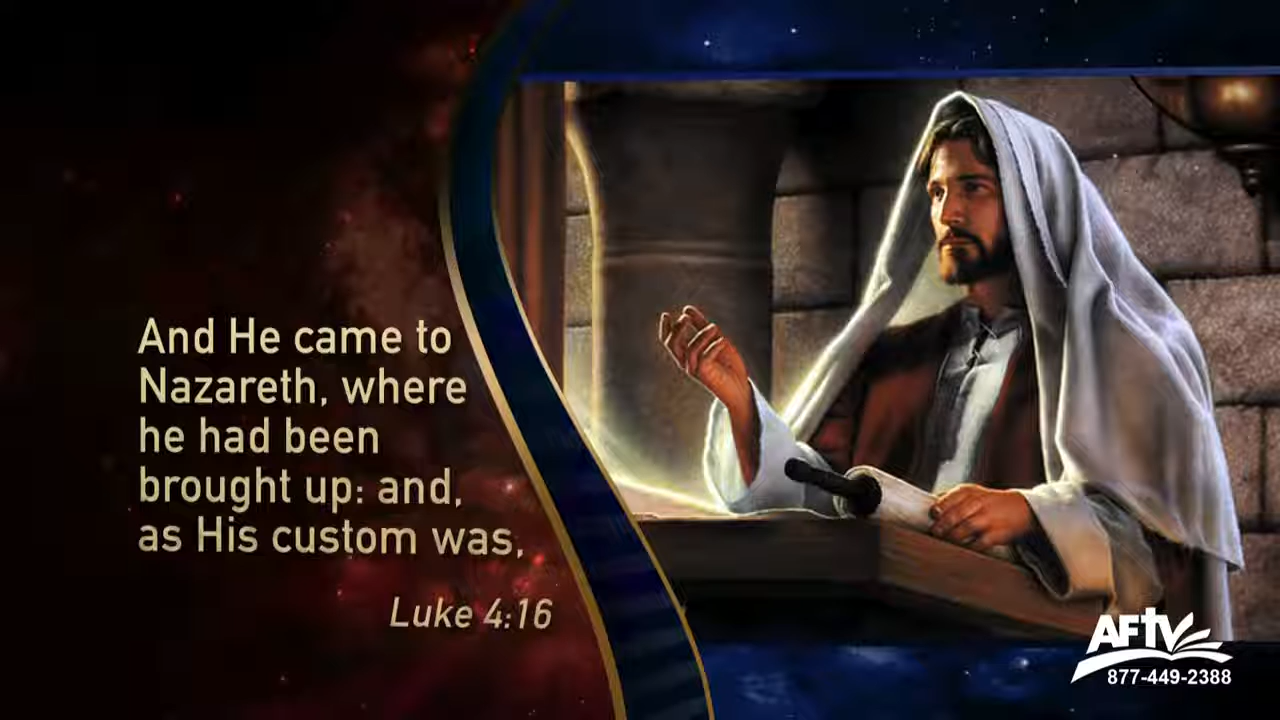 And He came to
Nazareth, where
he had been
brought up: and,
as His custom was,
Luke 4:16
AFTV
877-449-2388